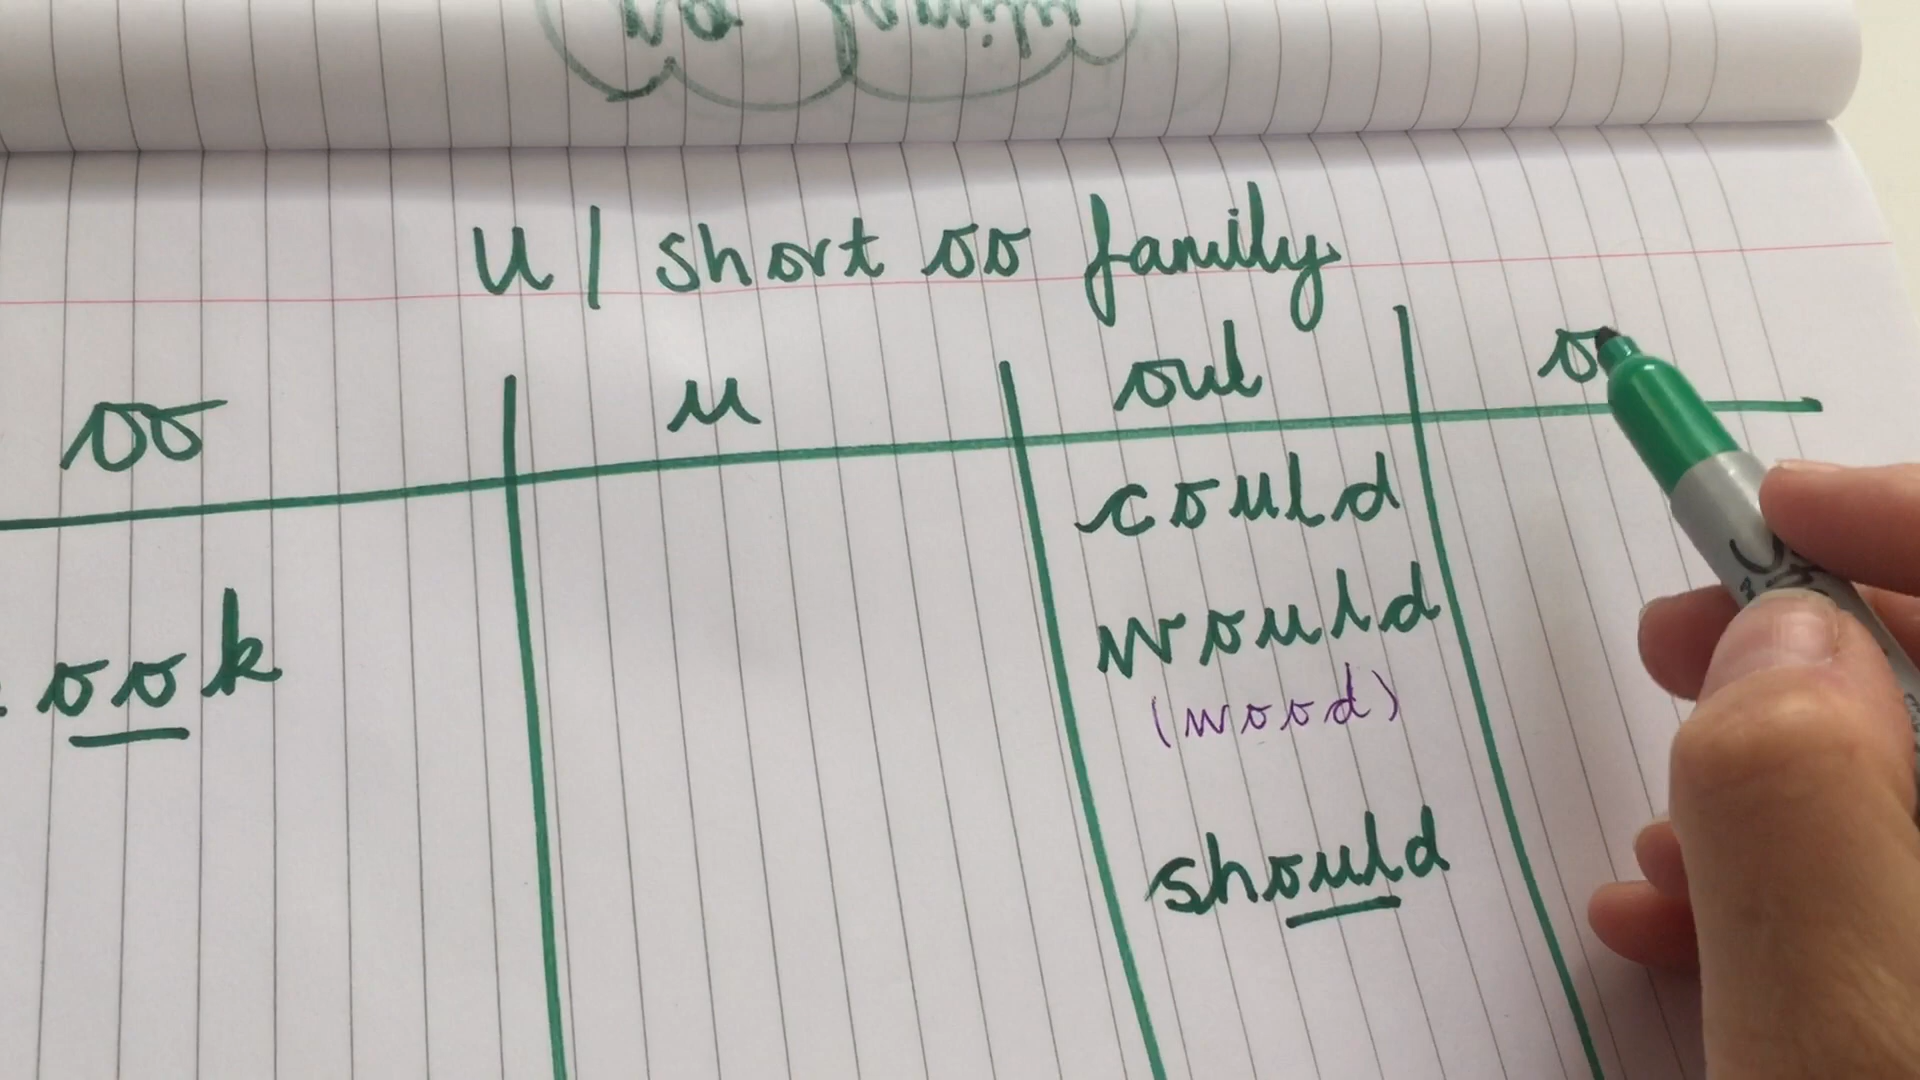 u / short oo family
oo u oul o
could
ook
would
(wood)
should